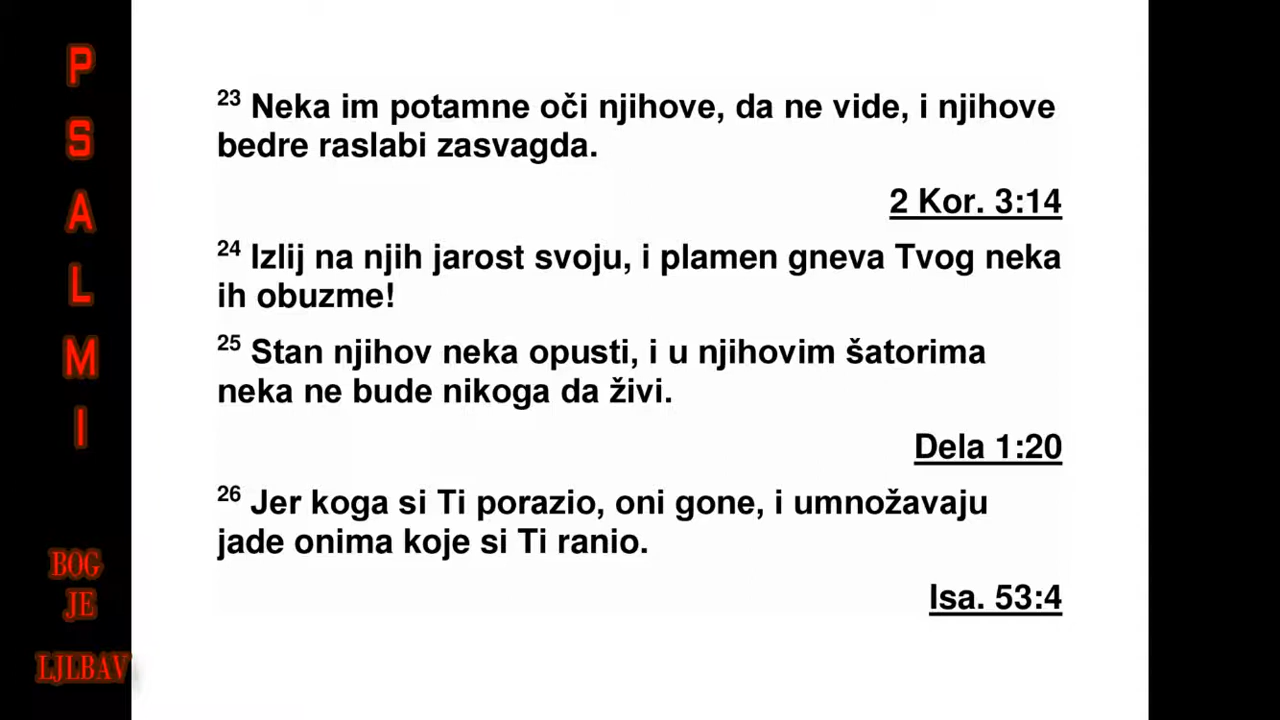 PSALMI
BOG
JE
LJLBAV
23 Neka im potamne oči njihove, da ne vide, i njihove
bedre raslabi zasvagda.
2 Kor. 3:14
24 Izlij na njih jarost svoju, i plamen gneva Tvog neka
ih obuzme!
25 Stan njihov neka opusti, i u njihovim šatorima
neka ne bude nikoga da živi.
Dela 1:20
26 Jer koga si Ti porazio, oni gone, i umnožavaju
jade onima koje si Ti ranio.
Isa. 53:4